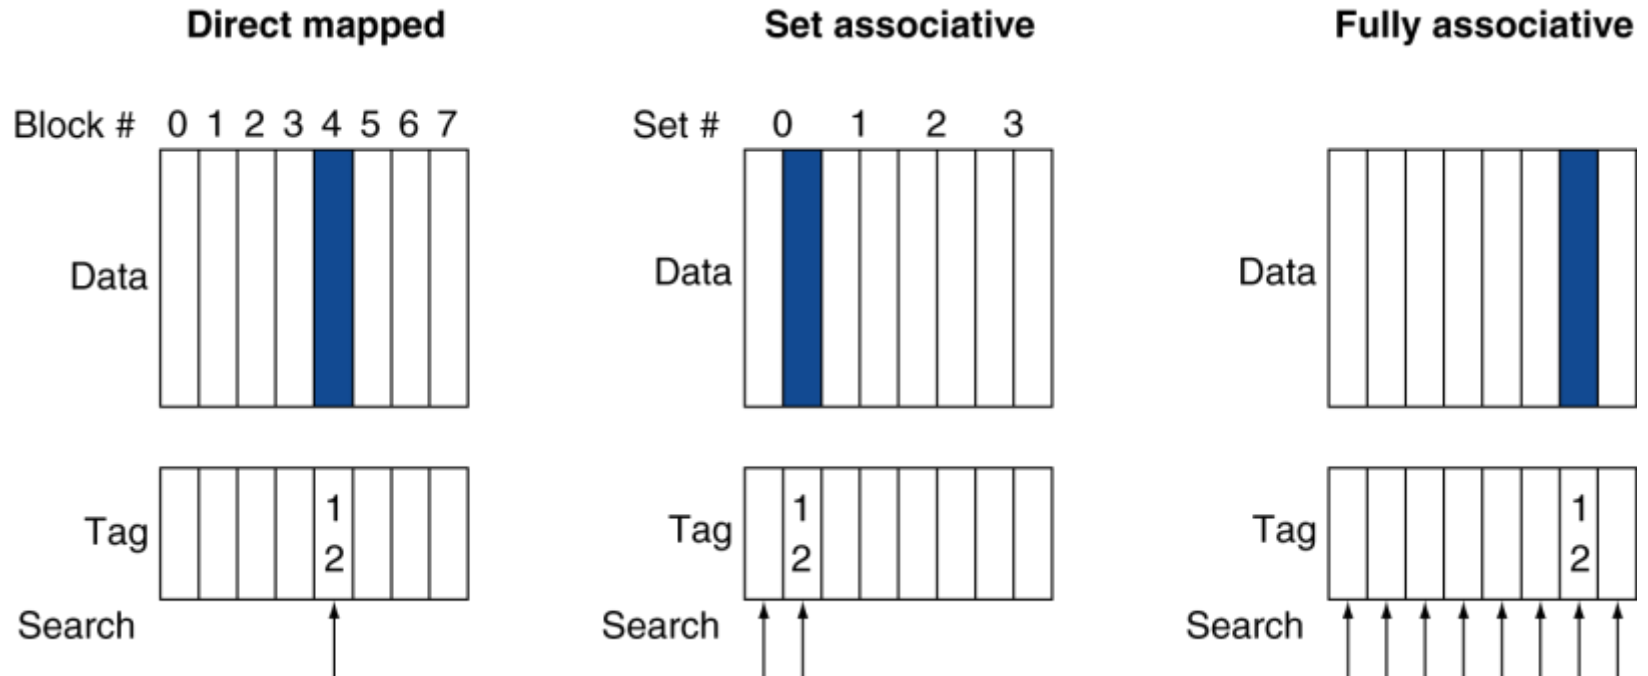 Direct mapped
Block # 0 1 2 3 4 5 6 7
Data
Tag
1
2
Search
Set associative
Set # 0 1 2 3
Data
Tag
1
2
Search
Fully associative
Data
Tag
1
2
Search